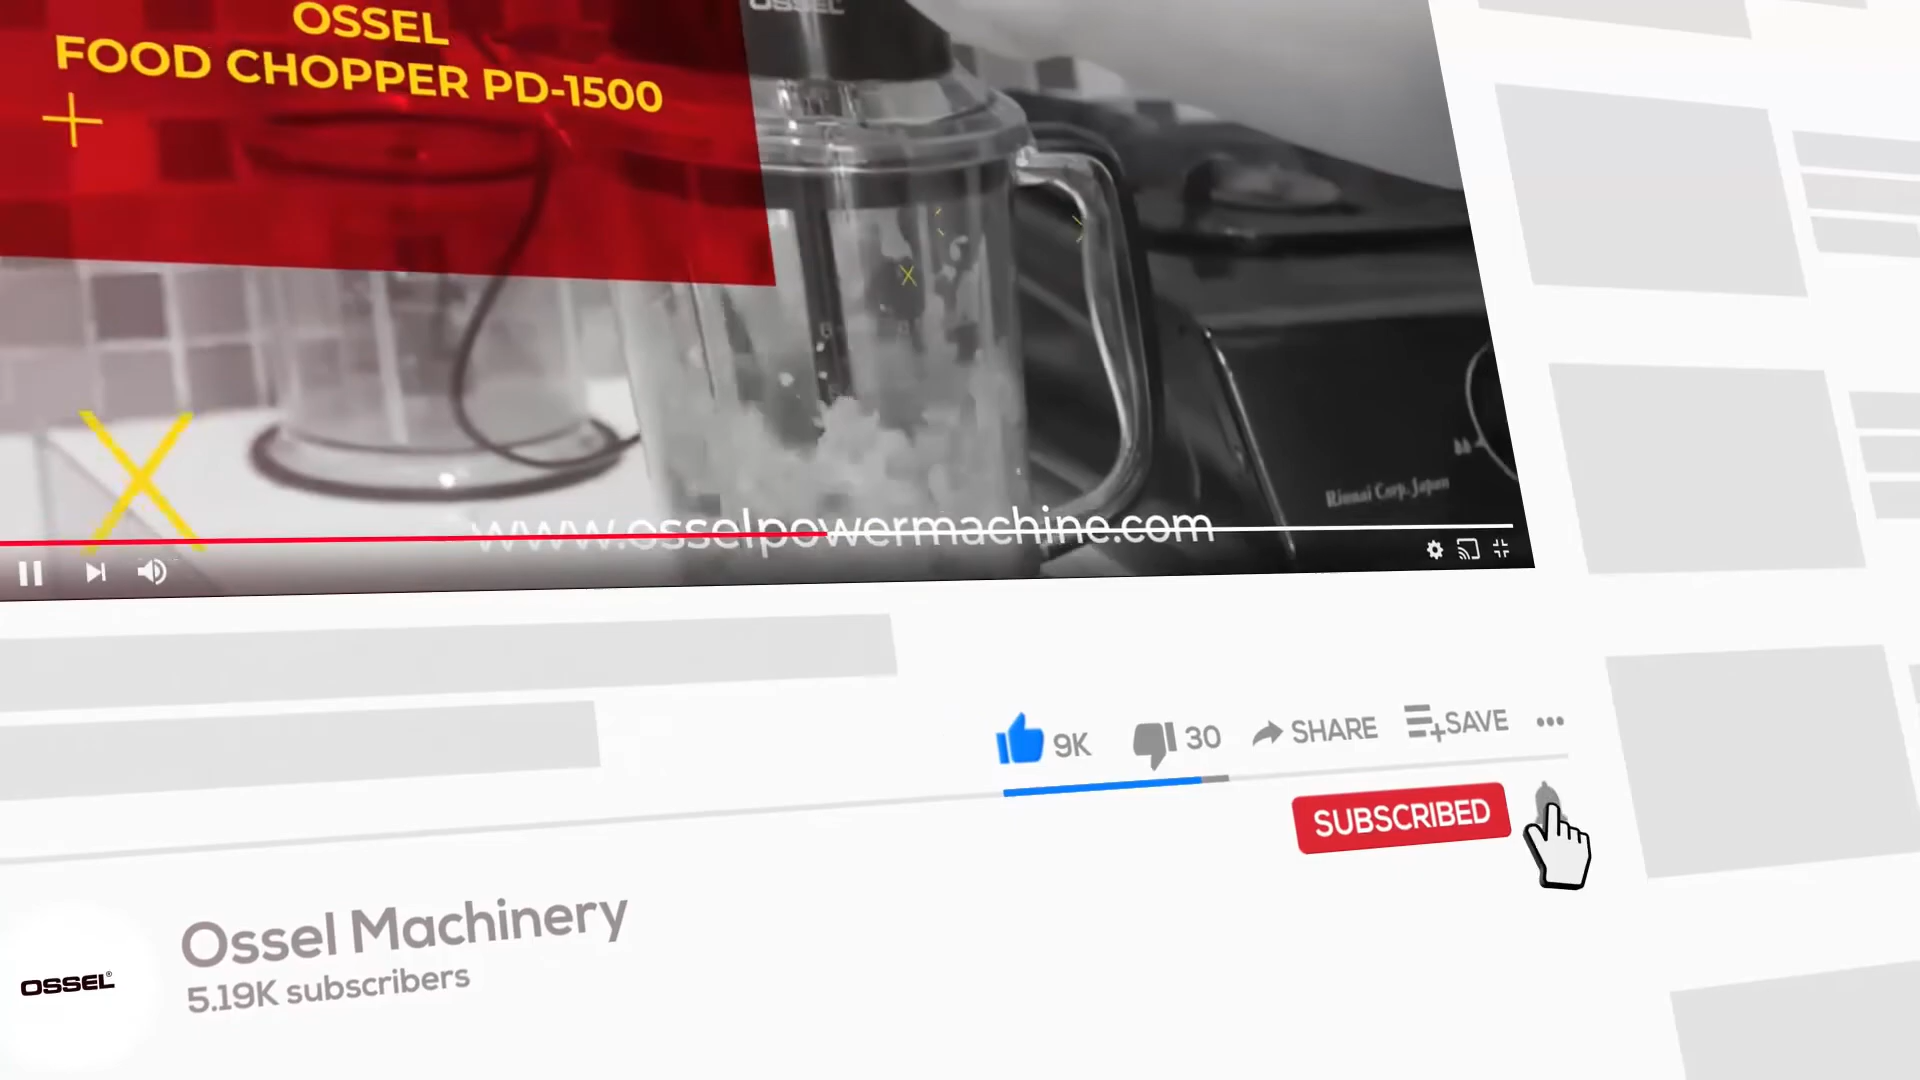 OSSEL
OSSEL
FOOD CHOPPER PD-1500
Rinnai Corp. Japan
www.osselpowermachine.com
9K
30
SHARE
SAVE
SUBSCRIBED
Ossel Machinery
5.19K subscribers
OSSEL®